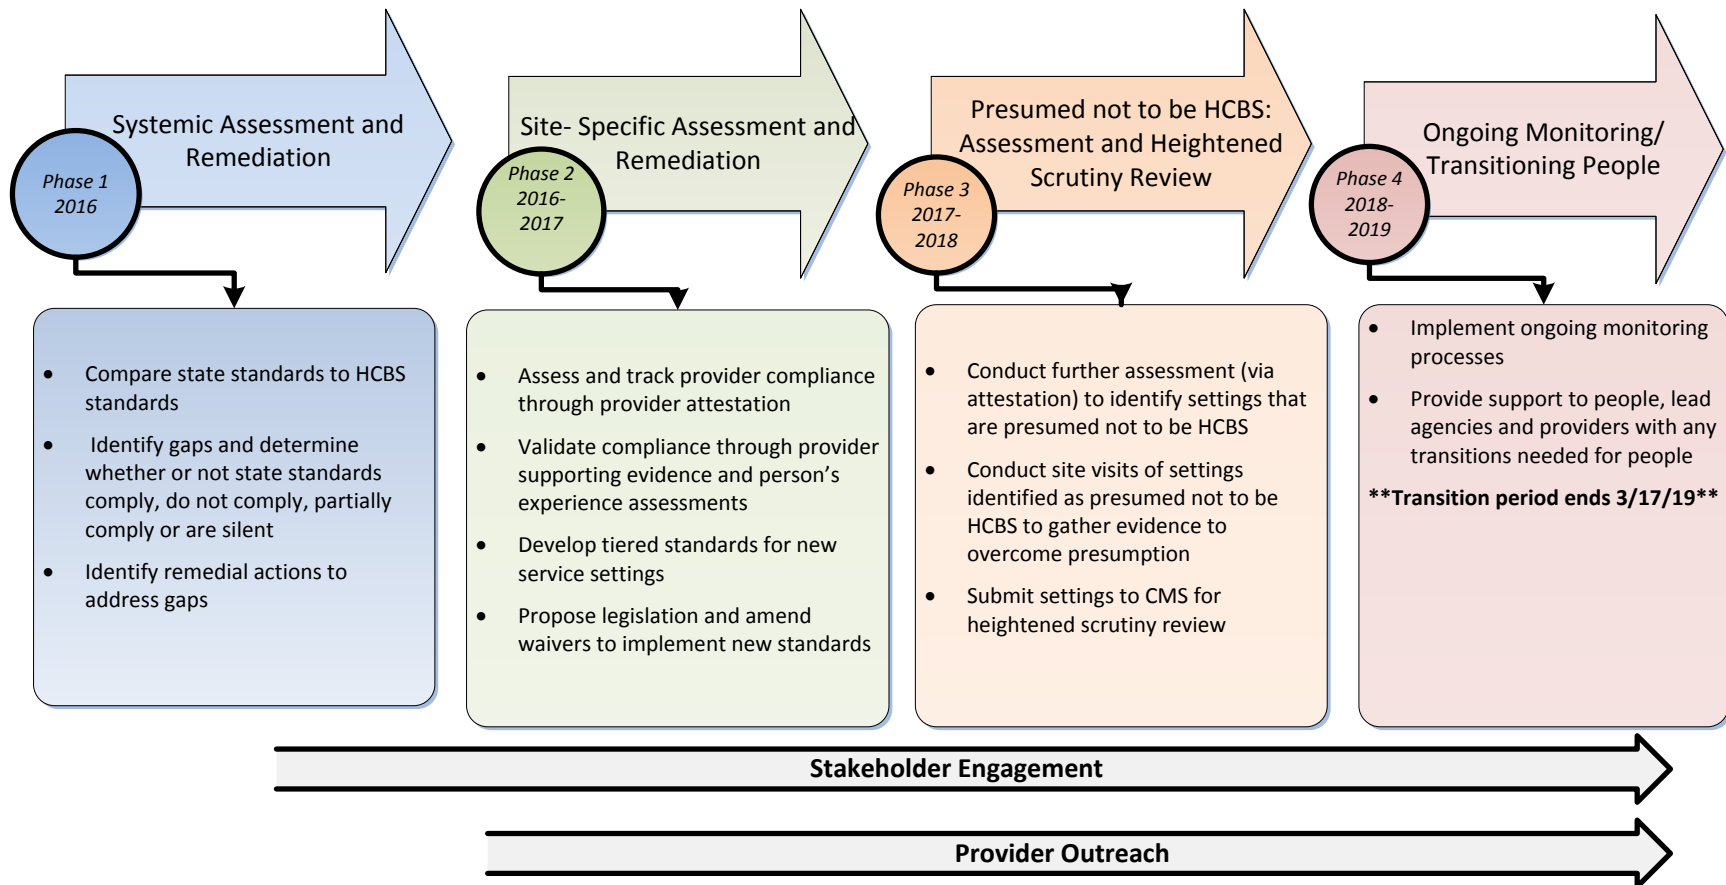 Systemic Assessment and
Remediation
Phase 1
2016
• Compare state standards to HCBS
standards
• Identify gaps and determine
whether or not state standards
comply, do not comply, partially
comply or are silent
• Identify remedial actions to
address gaps
Site- Specific Assessment and
Remediation
Phase 2
2016-
2017
• Assess and track provider compliance
through provider attestation
• Validate compliance through provider
supporting evidence and person’s
experience assessments
• Develop tiered standards for new
service settings
• Propose legislation and amend
waivers to implement new standards
Presumed not to be HCBS:
Assessment and Heightened
Scrutiny Review
Phase 3
2017-
2018
• Conduct further assessment (via
attestation) to identify settings that
are presumed not to be HCBS
• Conduct site visits of settings
identified as presumed not to be
HCBS to gather evidence to
overcome presumption
• Submit settings to CMS for
heightened scrutiny review
Ongoing Monitoring/
Transitioning People
Phase 4
2018-
2019
• Implement ongoing monitoring
processes
• Provide support to people, lead
agencies and providers with any
transitions needed for people
**Transition period ends 3/17/19**
Stakeholder Engagement
Provider Outreach